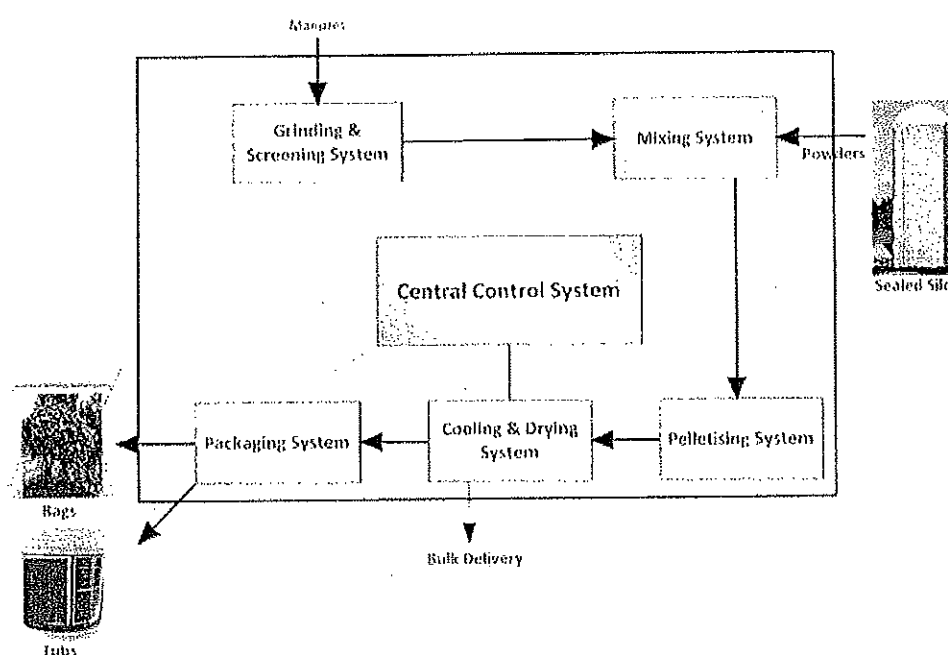 Manures
Grinding &
Screening System
Mixing System
Powders
Sealed Silo
Central Control System
Packaging System
Cooling & Drying
System
Pelletising System
Bags
Bulk Delivery
Tubs